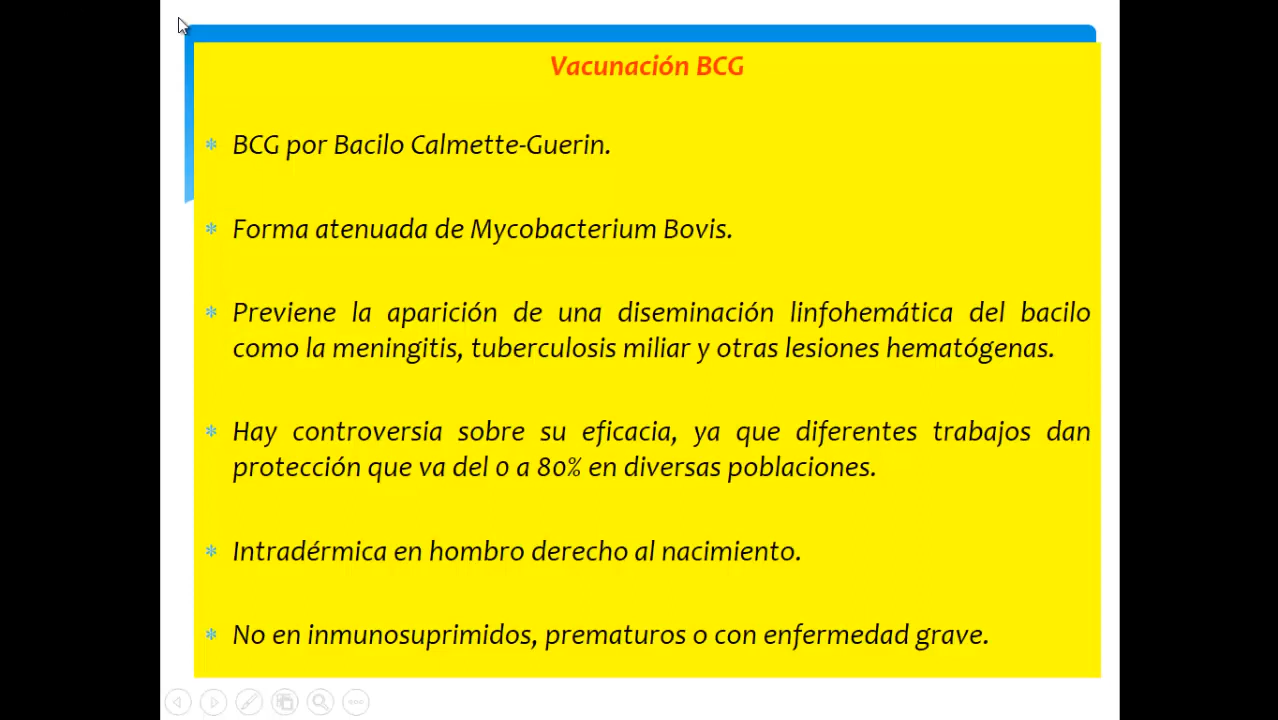 Vacunación BCG
* BCG por Bacilo Calmette-Guerin.
* Forma atenuada de Mycobacterium Bovis.
* Previene la aparición de una diseminación linfohemática del bacilo
como la meningitis, tuberculosis miliar y otras lesiones hematógenas.
* Hay controversia sobre su eficacia, ya que diferentes trabajos dan
protección que va del 0 a 80% en diversas poblaciones.
* Intradérmica en hombro derecho al nacimiento.
* No en inmunosuprimidos, prematuros o con enfermedad grave.